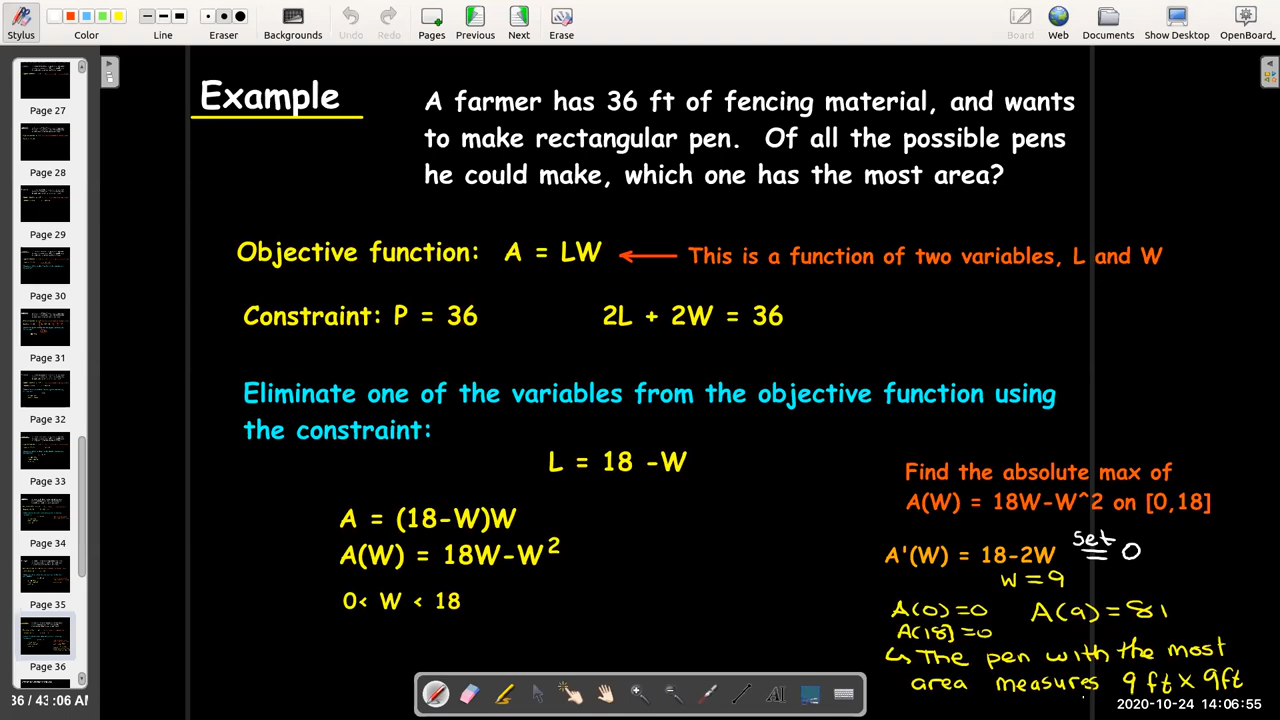 Stylus
Color
Line
Eraser
Backgrounds
Undo
Redo
Pages
Previous
Next
Erase
Board
Web
Documents
Show Desktop
OpenBoard
Page 27
Page 28
Page 29
Page 30
Page 31
Page 32
Page 33
Page 34
Page 35
Page 36
Example
A farmer has 36 ft of fencing material, and wants
to make rectangular pen. Of all the possible pens
he could make, which one has the most area?
Objective function: A = LW
This is a function of two variables, L and W
Constraint: P = 36 2L + 2W = 36
Eliminate one of the variables from the objective function using
the constraint:
L = 18 -W
A = (18-W)W
A(W) = 18W-W²
0< W < 18
Find the absolute max of
A(W) = 18W-W^2 on [0,18]
A'(W) = 18-2W set = 0
W = 9
A(0) = 0 A(9) = 81
A(18) = 0
↳ The pen with the most
area measures 9 ft x 9ft
36 / 43
:06 AM
2020-10-24 14:06:55